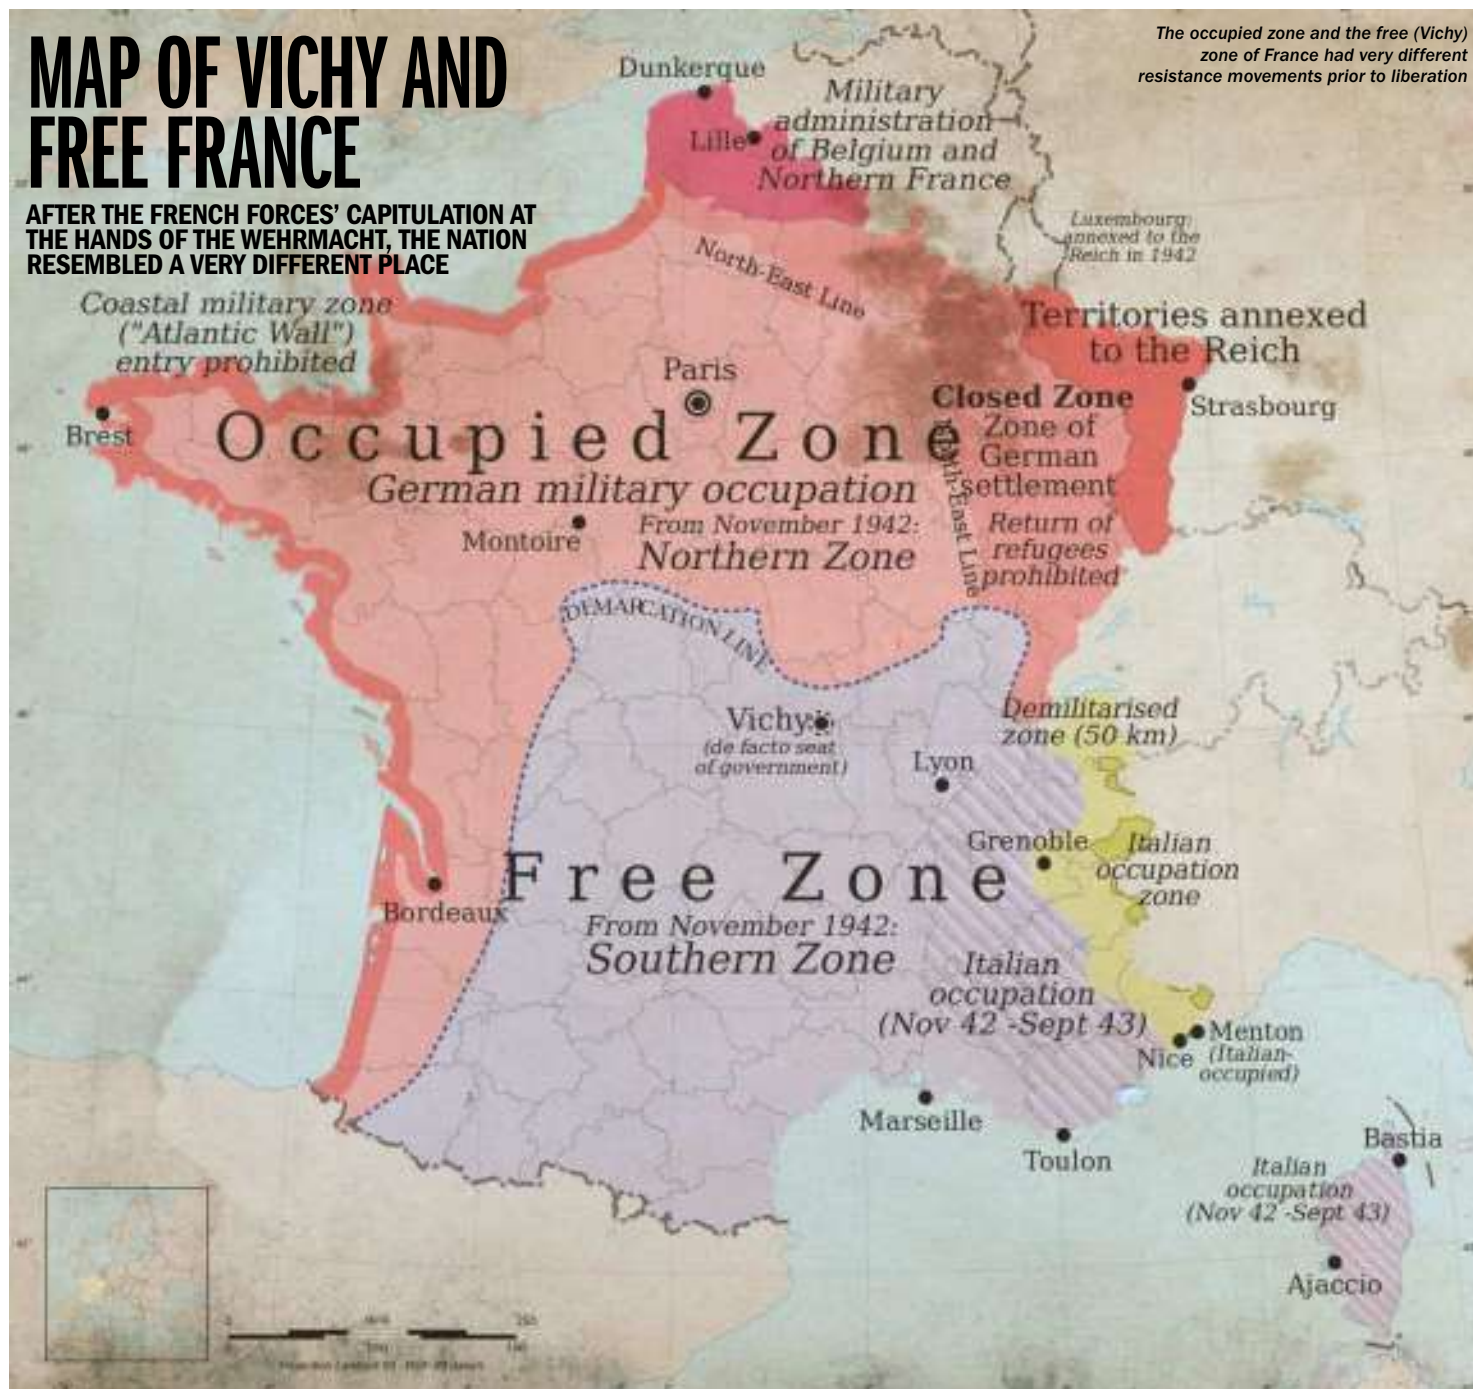 MAP OF VICHY AND
FREE FRANCE
AFTER THE FRENCH FORCES’ CAPITULATION AT
THE HANDS OF THE WEHRMACHT, THE NATION
RESEMBLED A VERY DIFFERENT PLACE
The occupied zone and the free (Vichy)
zone of France had very different
resistance movements prior to liberation
Dunkerque
Lille
Military
administration
of Belgium and
Northern France
Luxembourg:
annexed to the
Reich in 1942
North-East Line
Coastal military zone
("Atlantic Wall")
entry prohibited
Territories annexed
to the Reich
Paris
Strasbourg
Brest
Occupied Zone
German military occupation
From November 1942:
Northern Zone
Montoire
Closed Zone
Zone of
German
settlement
Return of
refugees
prohibited
North-East Line
DEMARCATION LINE
Vichy
(de facto seat
of government)
Demilitarised
zone (50 km)
Lyon
Grenoble
Italian
occupation
zone
Free Zone
From November 1942:
Southern Zone
Bordeaux
Italian
occupation
(Nov 42 -Sept 43)
Menton
(Italian-
occupied)
Nice
Marseille
Toulon
Bastia
Italian
occupation
(Nov 42 -Sept 43)
Ajaccio